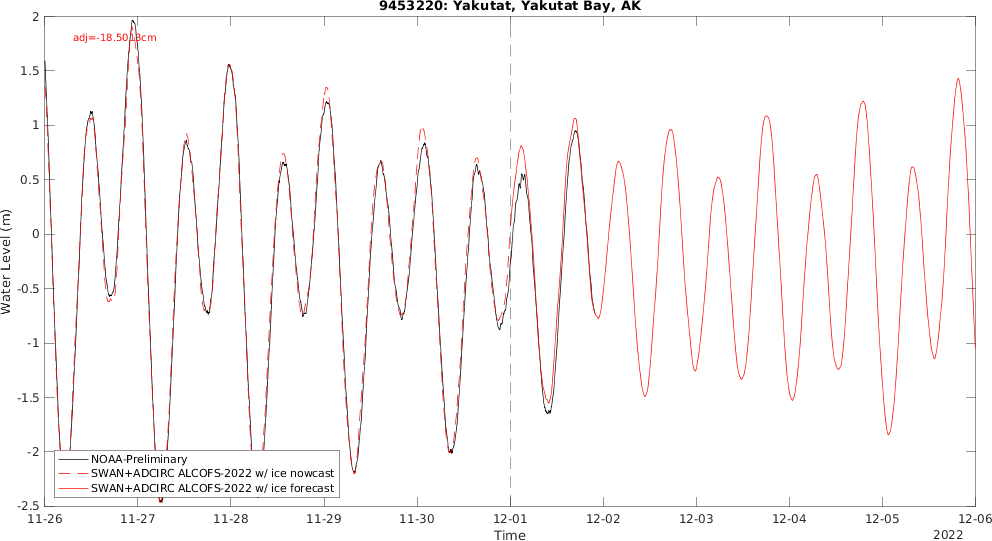 9453220: Yakutat, Yakutat Bay, AK
adj=-18.5018cm
2
1.5
1
0.5
0
-0.5
-1
-1.5
-2
-2.5
Water Level (m)
NOAA-Preliminary
SWAN+ADCIRC ALCOFS-2022 w/ ice nowcast
SWAN+ADCIRC ALCOFS-2022 w/ ice forecast
11-26 11-27 11-28 11-29 11-30 12-01 12-02 12-03 12-04 12-05 12-06
Time
2022